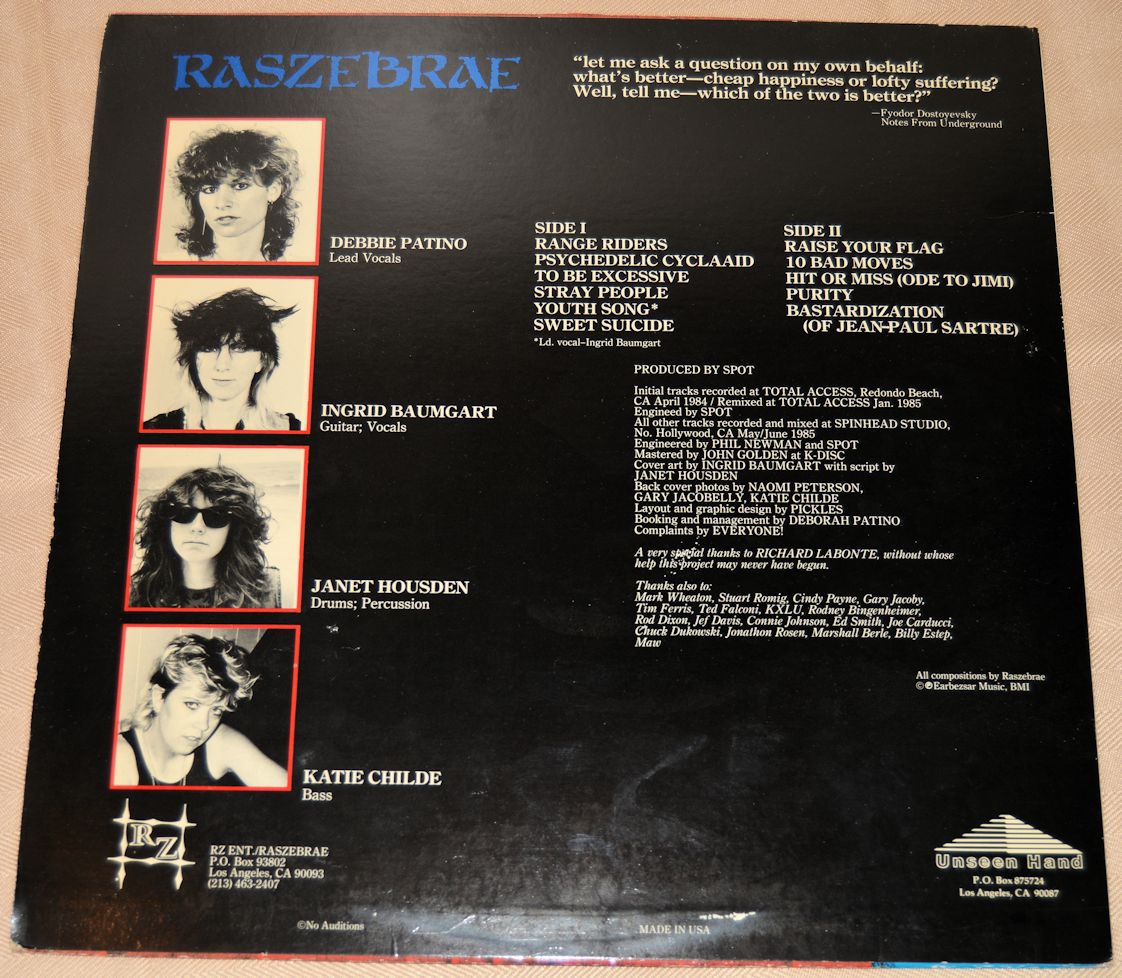 RASZEBRAE
“let me ask a question on my own behalf:
what's better—cheap happiness or lofty suffering?
Well, tell me—which of the two is better?”
—Fyodor Dostoyevsky
Notes From Underground
DEBBIE PATINO
Lead Vocals
INGRID BAUMGART
Guitar; Vocals
JANET HOUSDEN
Drums; Percussion
KATIE CHILDE
Bass
SIDE I
RANGE RIDERS
PSYCHEDELIC CYCLAAID
TO BE EXCESSIVE
STRAY PEOPLE
YOUTH SONG*
SWEET SUICIDE
*Ld. vocal–Ingrid Baumgart
SIDE II
RAISE YOUR FLAG
10 BAD MOVES
HIT OR MISS (ODE TO JIMI)
PURITY
BASTARDIZATION
(OF JEAN-PAUL SARTRE)
PRODUCED BY SPOT
Initial tracks recorded at TOTAL ACCESS, Redondo Beach,
CA April 1984 / Remixed at TOTAL ACCESS Jan. 1985
Engineed by SPOT
All other tracks recorded and mixed at SPINHEAD STUDIO,
No. Hollywood, CA May/June 1985
Engineered by PHIL NEWMAN and SPOT
Mastered by JOHN GOLDEN at K-DISC
Cover art by INGRID BAUMGART with script by
JANET HOUSDEN
Back cover photos by NAOMI PETERSON,
GARY JACOBELLY, KATIE CHILDE
Layout and graphic design by PICKLES
Booking and management by DEBORAH PATINO
Complaints by EVERYONE!
A very special thanks to RICHARD LABONTE, without whose
help this project may never have begun.
Thanks also to:
Mark Wheaton, Stuart Romig, Cindy Payne, Gary Jacoby,
Tim Ferris, Ted Falconi, KXLU, Rodney Bingenheimer,
Rod Dixon, Jef Davis, Connie Johnson, Ed Smith, Joe Carducci,
Chuck Dukowski, Jonathon Rosen, Marshall Berle, Billy Estep,
Maw
All compositions by Raszebrae
©℗Earbezsar Music, BMI
RZ
RZ ENT./RASZEBRAE
P.O. Box 93802
Los Angeles, CA 90093
(213) 463-2407
Unseen Hand
P.O. Box 875724
Los Angeles, CA 90087
©No Auditions
MADE IN USA